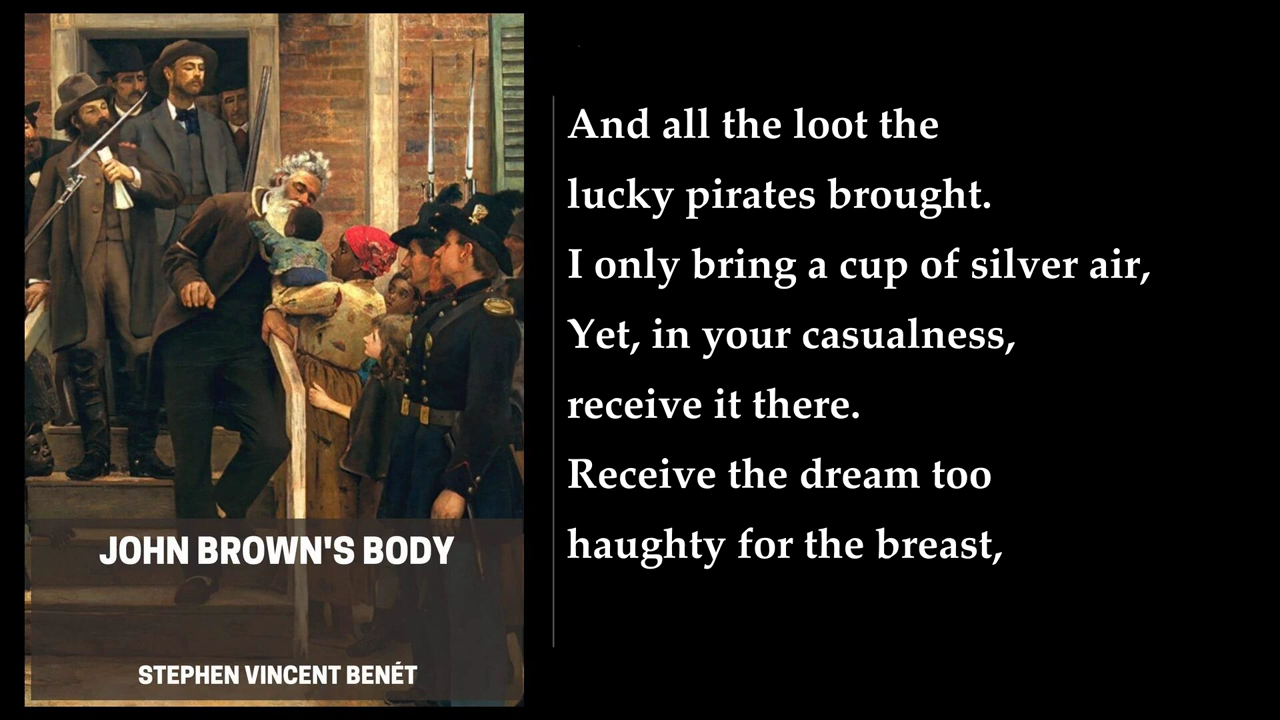 JOHN BROWN'S BODY
STEPHEN VINCENT BENÉT
And all the loot the
lucky pirates brought.
I only bring a cup of silver air,
Yet, in your casualness,
receive it there.
Receive the dream too
haughty for the breast,